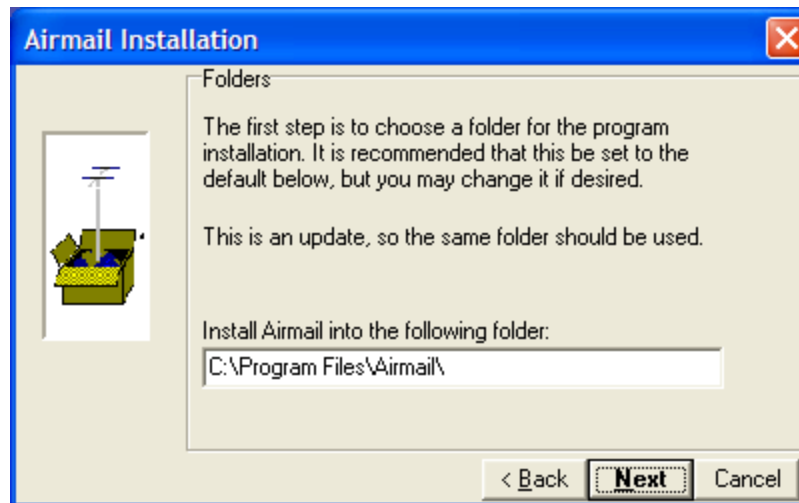 Airmail Installation
Folders
The first step is to choose a folder for the program
installation. It is recommended that this be set to the
default below, but you may change it if desired.
This is an update, so the same folder should be used.
Install Airmail into the following folder:
C:\Program Files\Airmail\
< Back Next Cancel